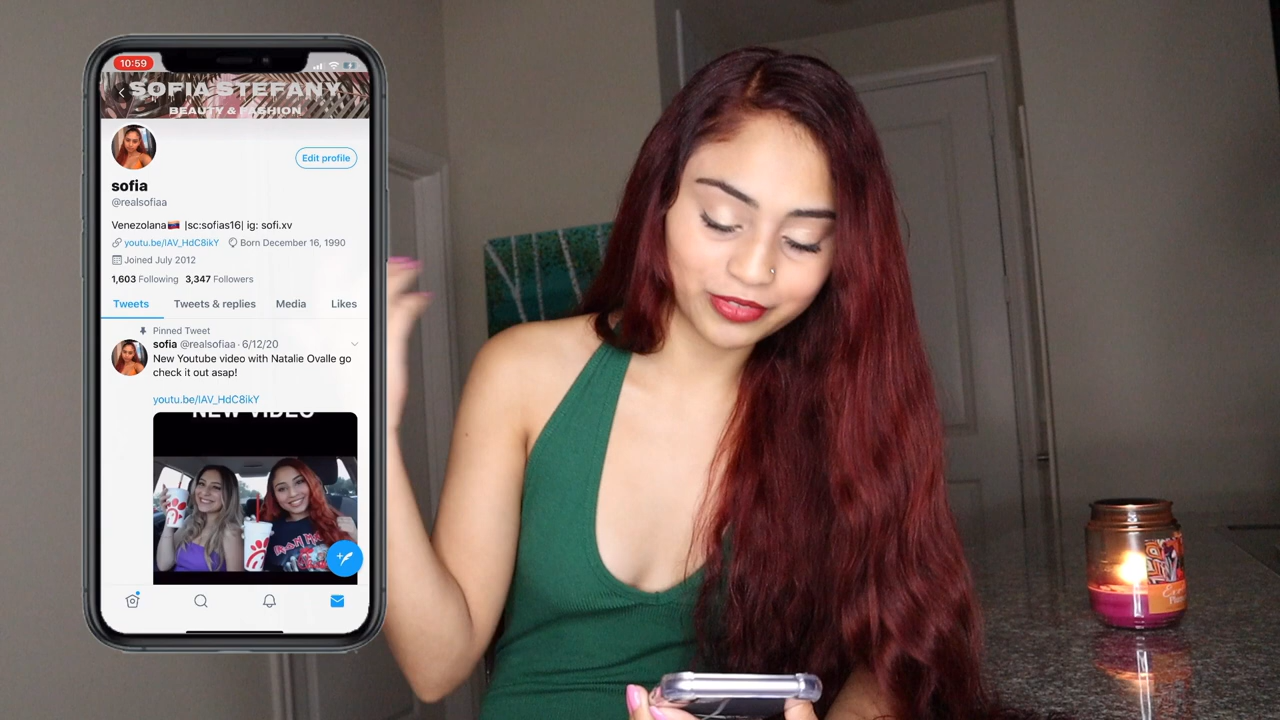 10:59
SOFIA STEFANY
BEAUTY & FASHION
Edit profile
sofia
@realsofiaa
Venezolana🇻🇪 |sc:sofias16| ig: sofi.xv
youtu.be/lAV_HdC8ikY Born December 16, 1990
Joined July 2012
1,603 Following 3,347 Followers
Tweets Tweets & replies Media Likes
Pinned Tweet
sofia @realsofiaa · 6/12/20
New Youtube video with Natalie Ovalle go
check it out asap!
youtu.be/lAV_HdC8ikY
NEW VIDEO